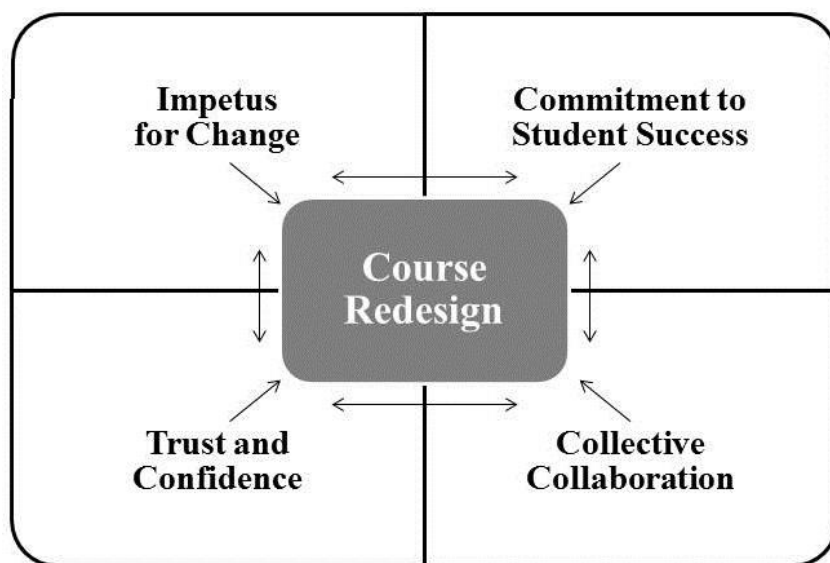 Impetus
for Change
Commitment to
Student Success
Course
Redesign
Trust and
Confidence
Collective
Collaboration